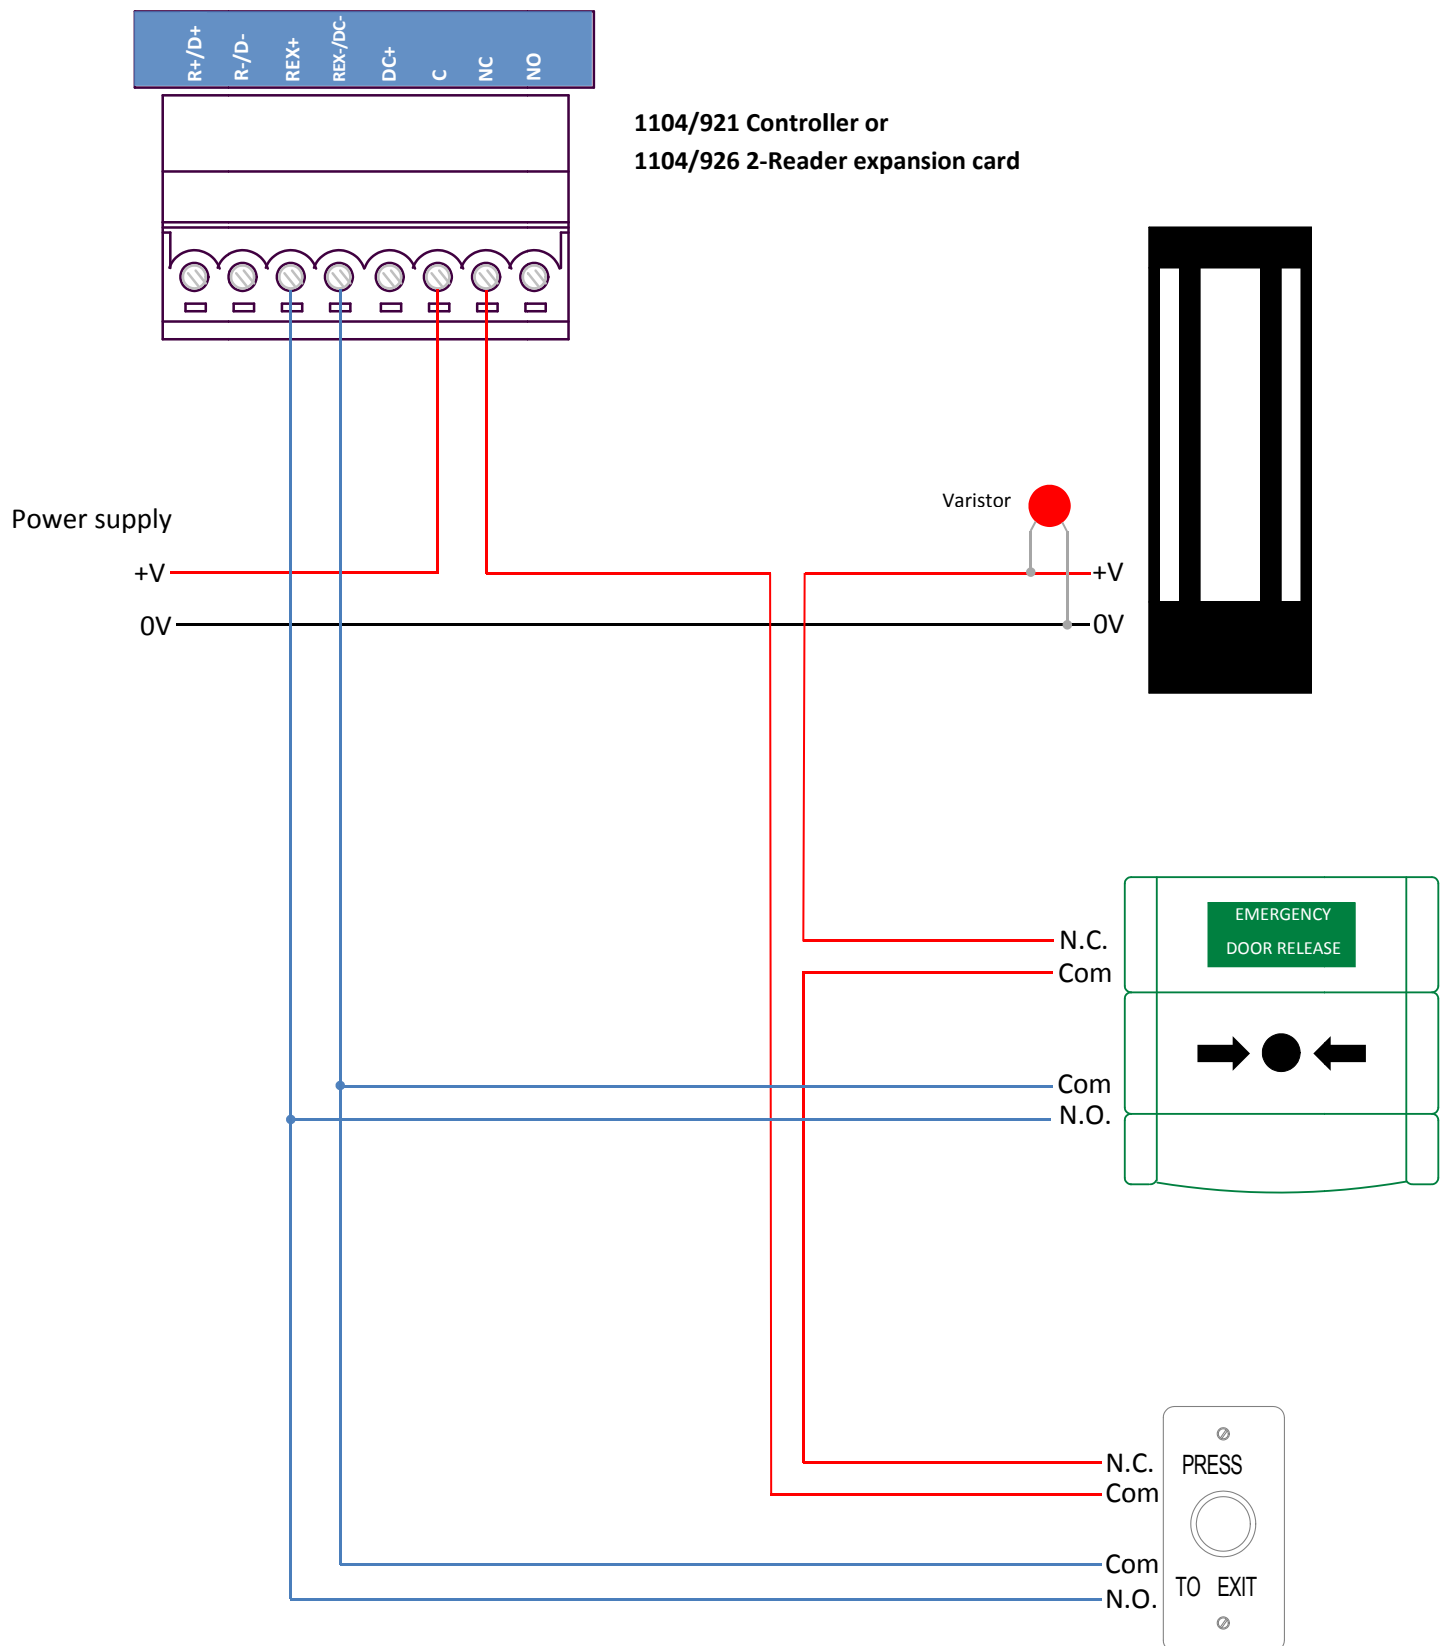 R+/D+
R-/D-
REX+
REX-/DC-
DC+
C
NC
NO
1104/921 Controller or
1104/926 2-Reader expansion card
Varistor
Power supply
+V
+V
0V
0V
EMERGENCY
DOOR RELEASE
N.C.
Com
Com
N.O.
N.C.
Com
PRESS
Com
N.O.
TO EXIT